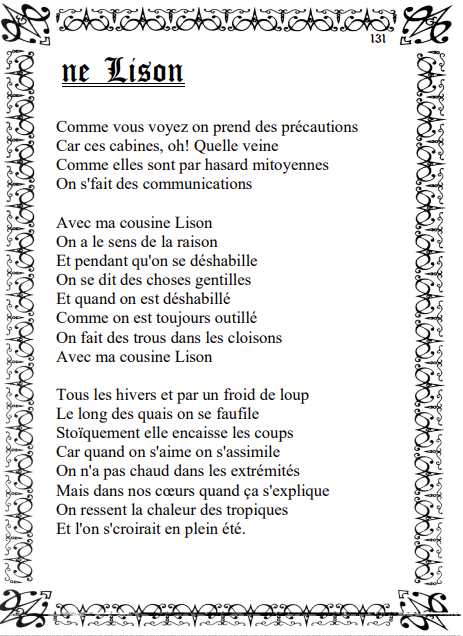 131
ne Lison
Comme vous voyez on prend des précautions
Car ces cabines, oh! Quelle veine
Comme elles sont par hasard mitoyennes
On s'fait des communications
Avec ma cousine Lison
On a le sens de la raison
Et pendant qu'on se déshabille
On se dit des choses gentilles
Et quand on est déshabillé
Comme on est toujours outillé
On fait des trous dans les cloisons
Avec ma cousine Lison
Tous les hivers et par un froid de loup
Le long des quais on se faufile
Stoïquement elle encaisse les coups
Car quand on s'aime on s'assimile
On n'a pas chaud dans les extrémités
Mais dans nos cœurs quand ça s'explique
On ressent la chaleur des tropiques
Et l'on s'croirait en plein été.